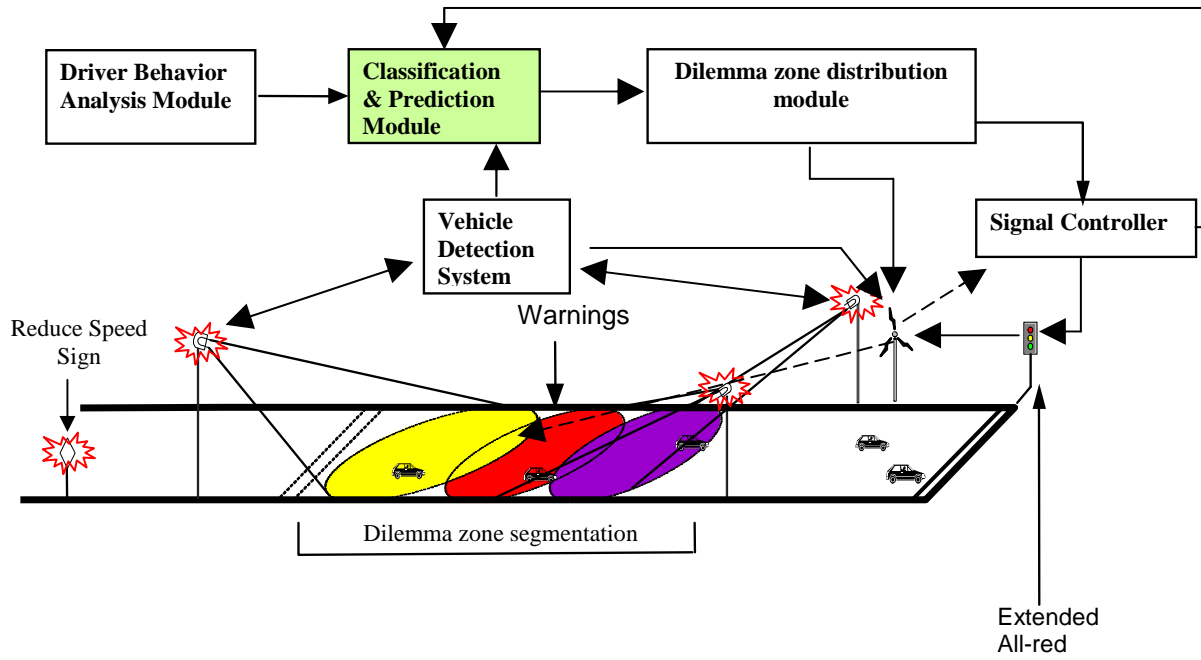 Driver Behavior
Analysis Module
Classification
& Prediction
Module
Dilemma zone distribution
module
Vehicle
Detection
System
Signal Controller
Warnings
Reduce Speed
Sign
Dilemma zone segmentation
Extended
All-red